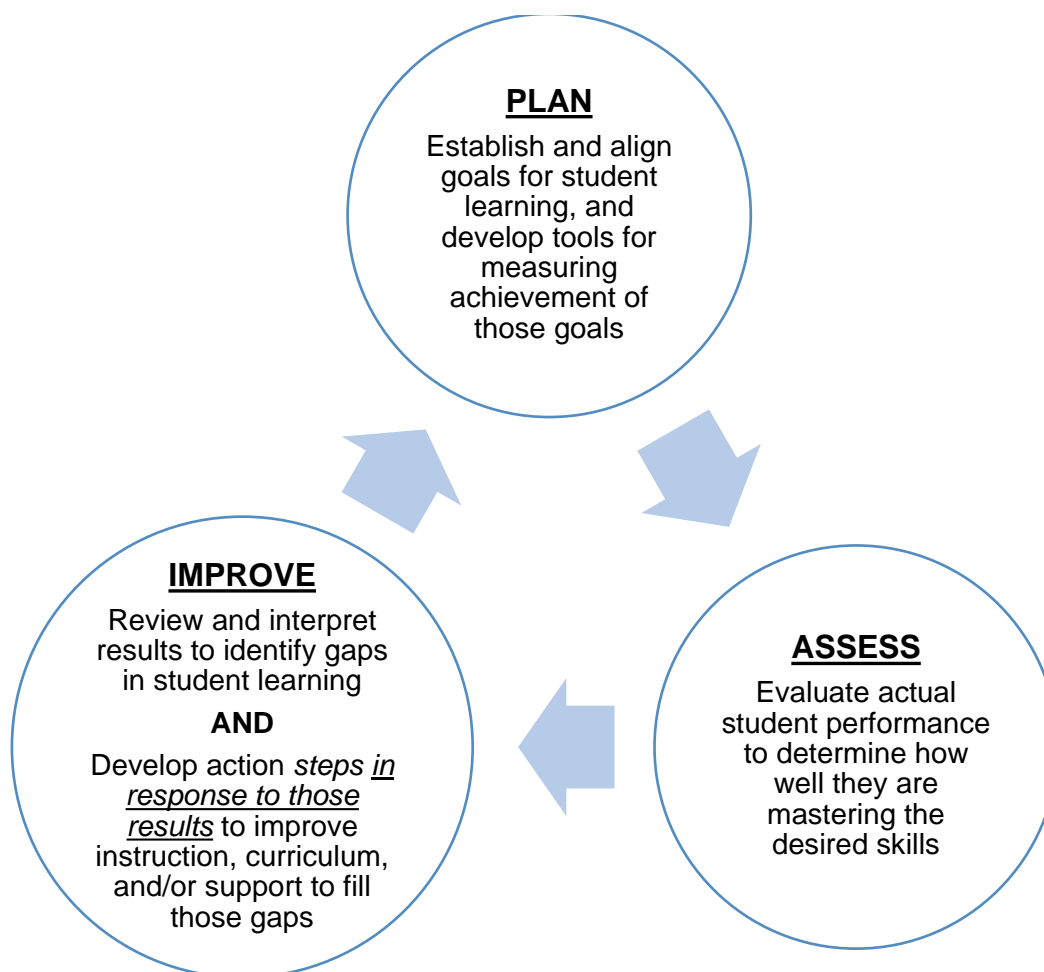 PLAN
Establish and align
goals for student
learning, and
develop tools for
measuring
achievement of
those goals
IMPROVE
Review and interpret
results to identify gaps
in student learning
AND
Develop action steps in
response to those
results to improve
instruction, curriculum,
and/or support to fill
those gaps
ASSESS
Evaluate actual
student performance
to determine how
well they are
mastering the
desired skills